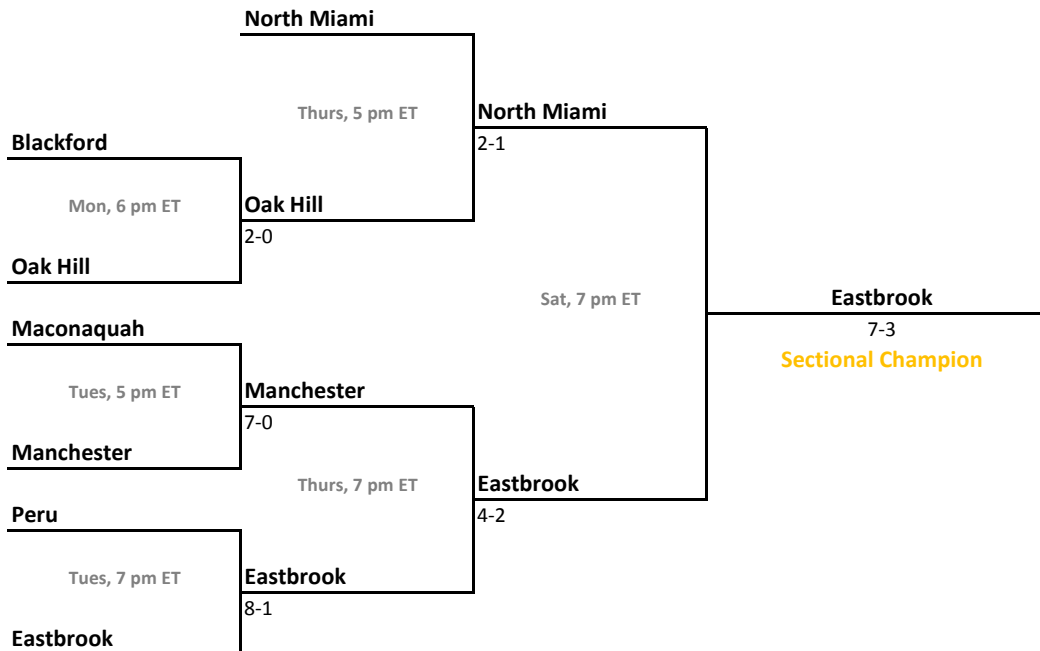 North Miami
Thurs, 5 pm ET
North Miami
2-1
Blackford
Mon, 6 pm ET
Oak Hill
2-0
Oak Hill
Sat, 7 pm ET
Eastbrook
7-3
Sectional Champion
Maconaquah
Tues, 5 pm ET
Manchester
7-0
Manchester
Thurs, 7 pm ET
Eastbrook
4-2
Peru
Tues, 7 pm ET
Eastbrook
8-1
Eastbrook